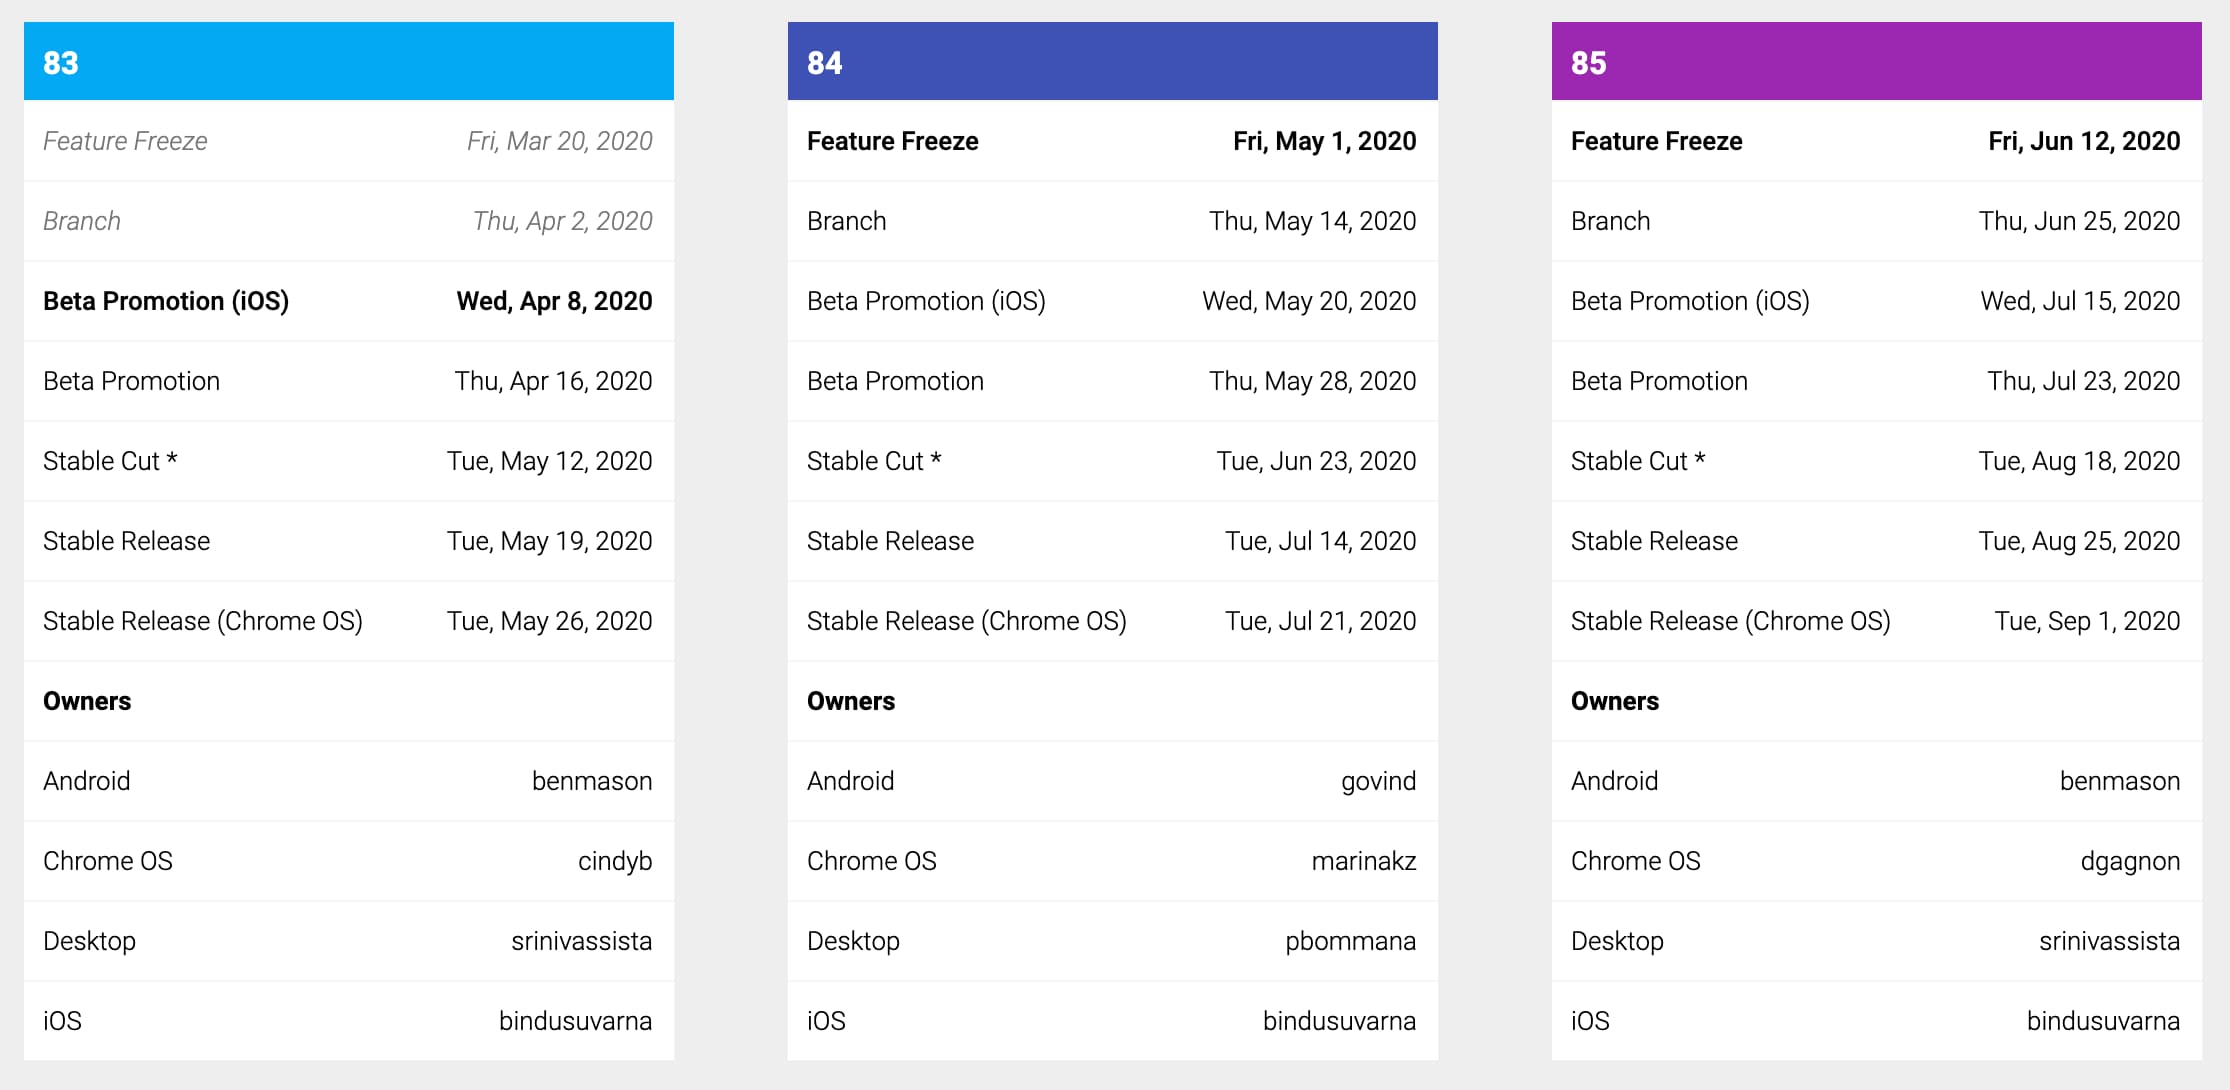 83
Feature Freeze Fri, Mar 20, 2020
Branch Thu, Apr 2, 2020
Beta Promotion (iOS) Wed, Apr 8, 2020
Beta Promotion Thu, Apr 16, 2020
Stable Cut * Tue, May 12, 2020
Stable Release Tue, May 19, 2020
Stable Release (Chrome OS) Tue, May 26, 2020
Owners
Android benmason
Chrome OS cindyb
Desktop srinivassista
iOS bindusuvarna
84
Feature Freeze Fri, May 1, 2020
Branch Thu, May 14, 2020
Beta Promotion (iOS) Wed, May 20, 2020
Beta Promotion Thu, May 28, 2020
Stable Cut * Tue, Jun 23, 2020
Stable Release Tue, Jul 14, 2020
Stable Release (Chrome OS) Tue, Jul 21, 2020
Owners
Android govind
Chrome OS marinakz
Desktop pbommana
iOS bindusuvarna
85
Feature Freeze Fri, Jun 12, 2020
Branch Thu, Jun 25, 2020
Beta Promotion (iOS) Wed, Jul 15, 2020
Beta Promotion Thu, Jul 23, 2020
Stable Cut * Tue, Aug 18, 2020
Stable Release Tue, Aug 25, 2020
Stable Release (Chrome OS) Tue, Sep 1, 2020
Owners
Android benmason
Chrome OS dgagnon
Desktop srinivassista
iOS bindusuvarna